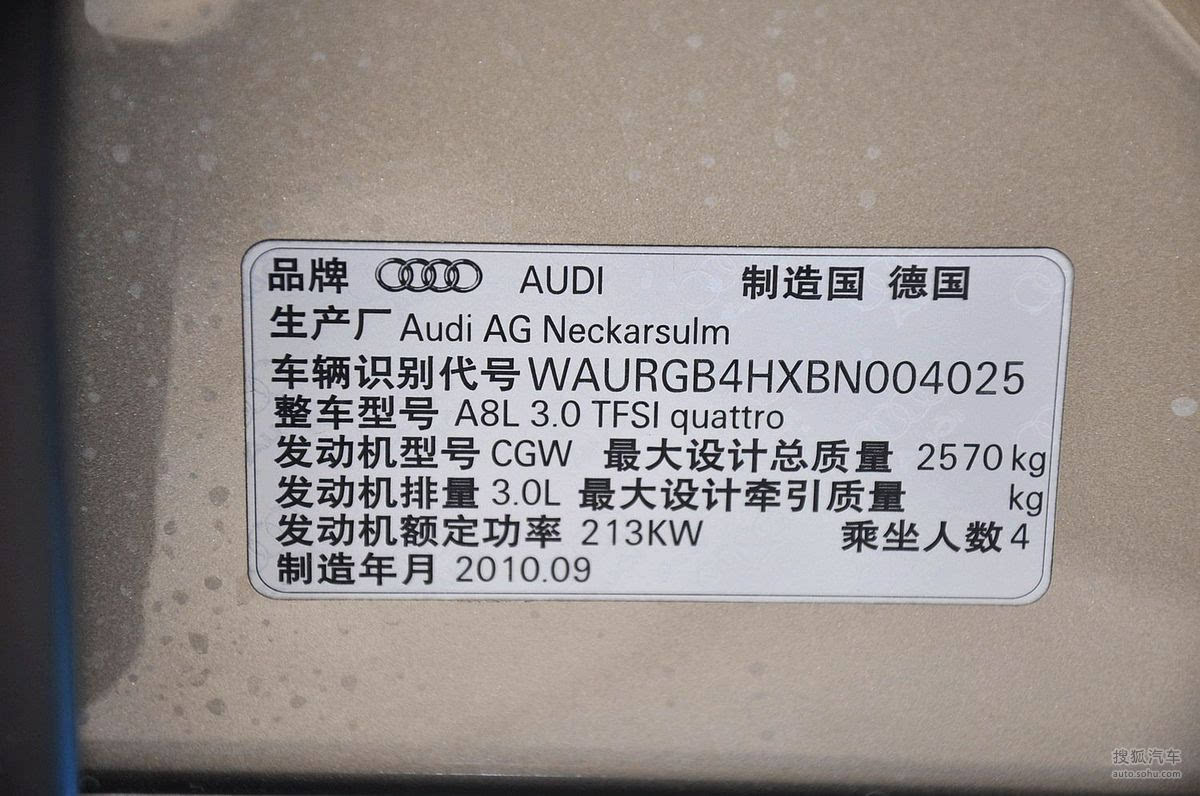 品牌 AUDI 制造国 德国
生产厂 Audi AG Neckarsulm
车辆识别代号 WAURGB4HXBN004025
整车型号 A8L 3.0 TFSI quattro
发动机型号 CGW 最大设计总质量 2570 kg
发动机排量 3.0L 最大设计牵引质量 kg
发动机额定功率 213KW 乘坐人数 4
制造年月 2010.09
搜狐汽车
auto.sohu.com